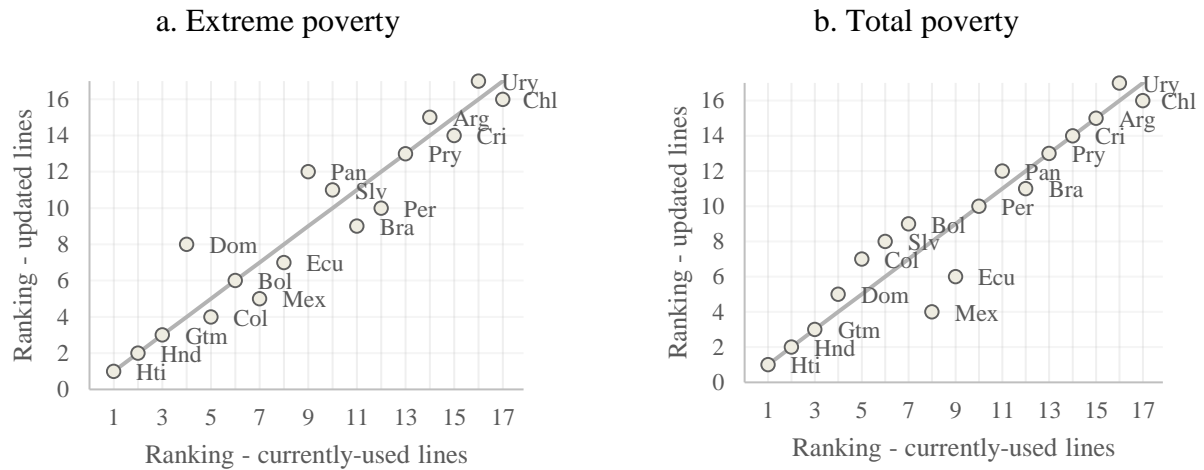 a. Extreme poverty
Ranking - updated lines
16
14
12
10
8
6
4
2
0
Ury
Chl
Arg
Cri
Pry
Pan
Slv
Per
Bra
Dom
Ecu
Bol
Mex
Col
Gtm
Hnd
Hti
1 3 5 7 9 11 13 15 17
Ranking - currently-used lines
b. Total poverty
Ranking - updated lines
16
14
12
10
8
6
4
2
0
Ury
Chl
Arg
Cri
Pry
Pan
Bra
Per
Bol
Slv
Col
Ecu
Dom
Mex
Gtm
Hnd
Hti
1 3 5 7 9 11 13 15 17
Ranking - currently-used lines